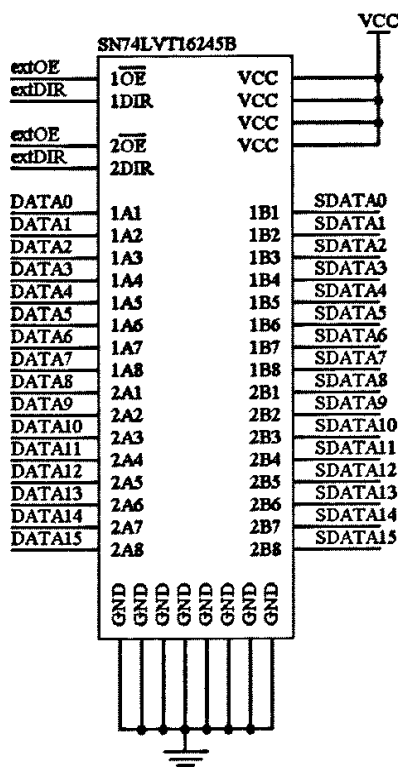 VCC
SN74LVT16245B
extOE 1OE VCC
extDIR 1DIR VCC
VCC
extOE 2OE VCC
extDIR 2DIR
DATA0 1A1 1B1 SDATA0
DATA1 1A2 1B2 SDATA1
DATA2 1A3 1B3 SDATA2
DATA3 1A4 1B4 SDATA3
DATA4 1A5 1B5 SDATA4
DATA5 1A6 1B6 SDATA5
DATA6 1A7 1B7 SDATA6
DATA7 1A8 1B8 SDATA7
DATA8 2A1 2B1 SDATA8
DATA9 2A2 2B2 SDATA9
DATA10 2A3 2B3 SDATA10
DATA11 2A4 2B4 SDATA11
DATA12 2A5 2B5 SDATA12
DATA13 2A6 2B6 SDATA13
DATA14 2A7 2B7 SDATA14
DATA15 2A8 2B8 SDATA15
GND GND GND GND GND GND GND GND